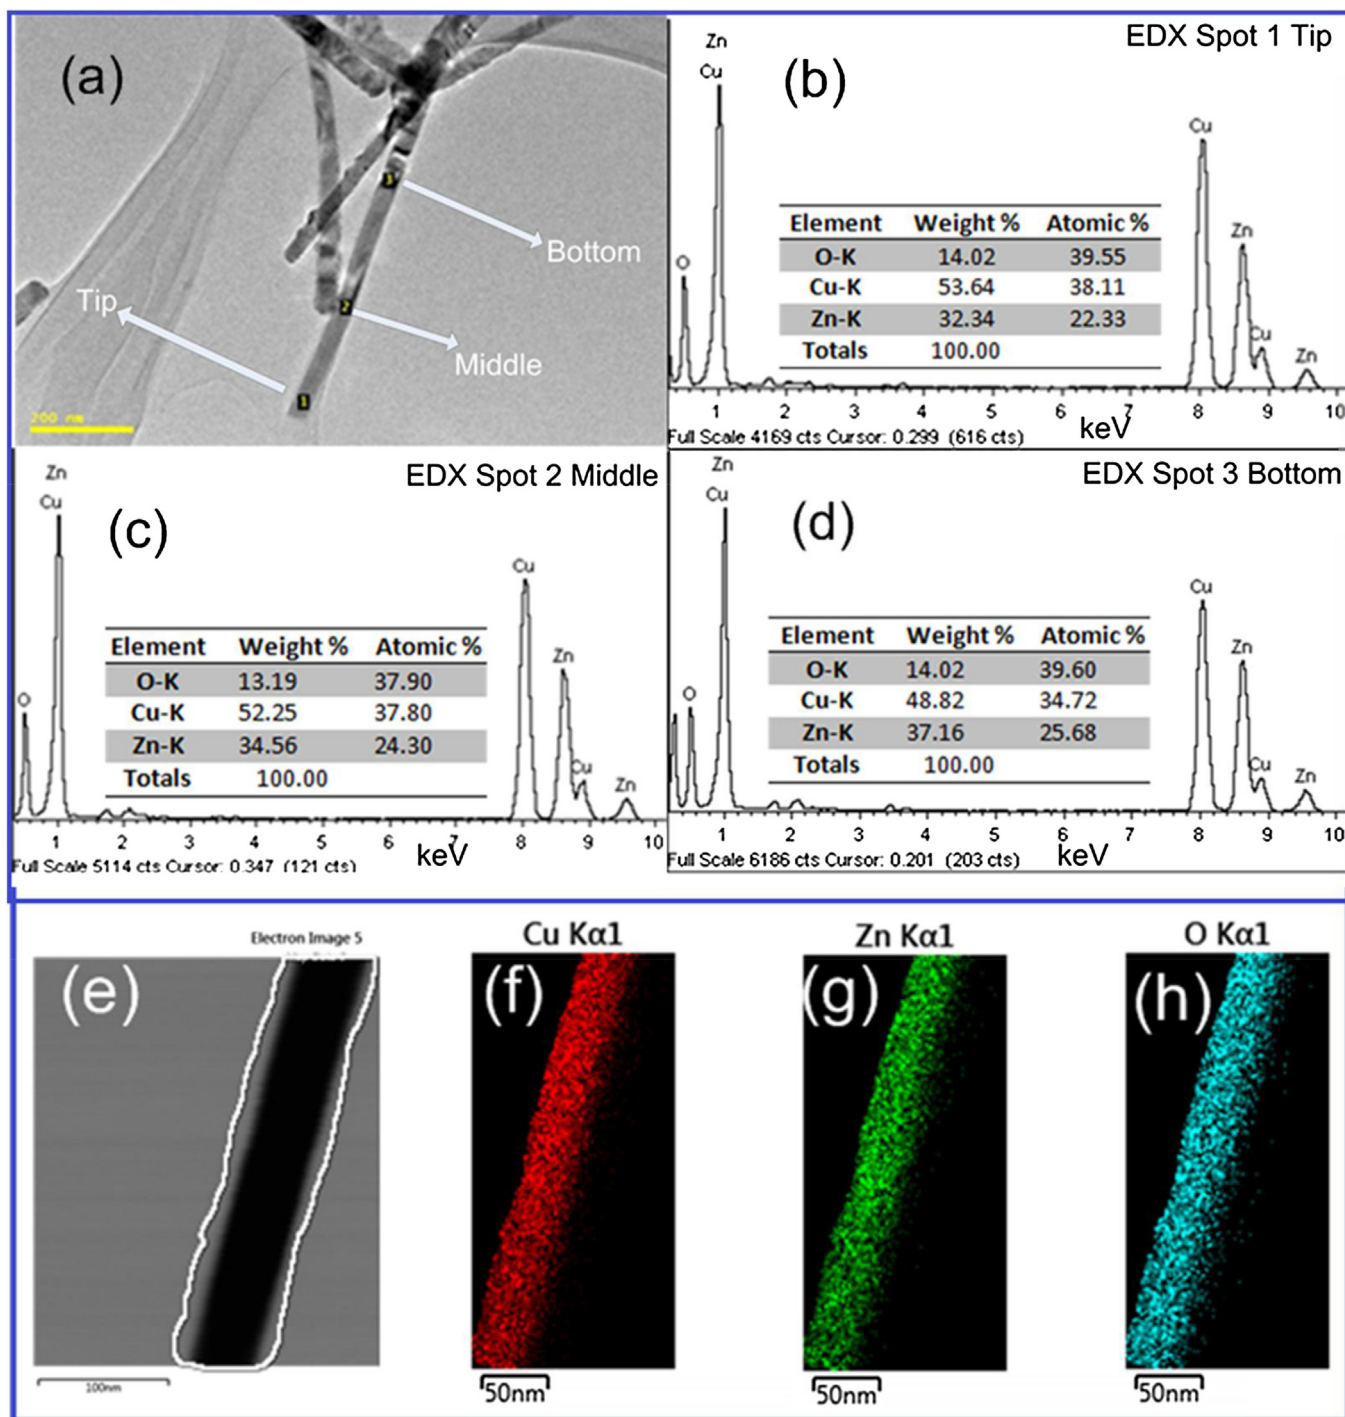 (a)
3
Bottom
Tip
2
Middle
1
200 nm
EDX Spot 1 Tip
(b)
Zn
Cu
O
Cu
Zn
Cu
Zn
Element Weight % Atomic %
O-K 14.02 39.55
Cu-K 53.64 38.11
Zn-K 32.34 22.33
Totals 100.00
1 2 3 4 5 6 7 8 9 10
Full Scale 4169 cts Cursor: 0.299 (616 cts) keV
EDX Spot 2 Middle
(c)
Zn
Cu
O
Cu
Zn
Cu
Zn
Element Weight % Atomic %
O-K 13.19 37.90
Cu-K 52.25 37.80
Zn-K 34.56 24.30
Totals 100.00
1 2 3 4 5 6 7 8 9 10
Full Scale 5114 cts Cursor: 0.347 (121 cts) keV
EDX Spot 3 Bottom
(d)
Zn
Cu
O
Cu
Zn
Cu
Zn
Element Weight % Atomic %
O-K 14.02 39.60
Cu-K 48.82 34.72
Zn-K 37.16 25.68
Totals 100.00
1 2 3 4 5 6 7 8 9 10
Full Scale 6186 cts Cursor: 0.201 (203 cts) keV
Electron Image 5
(e)
100nm
Cu Kα1
(f)
50nm
Zn Kα1
(g)
50nm
O Kα1
(h)
50nm